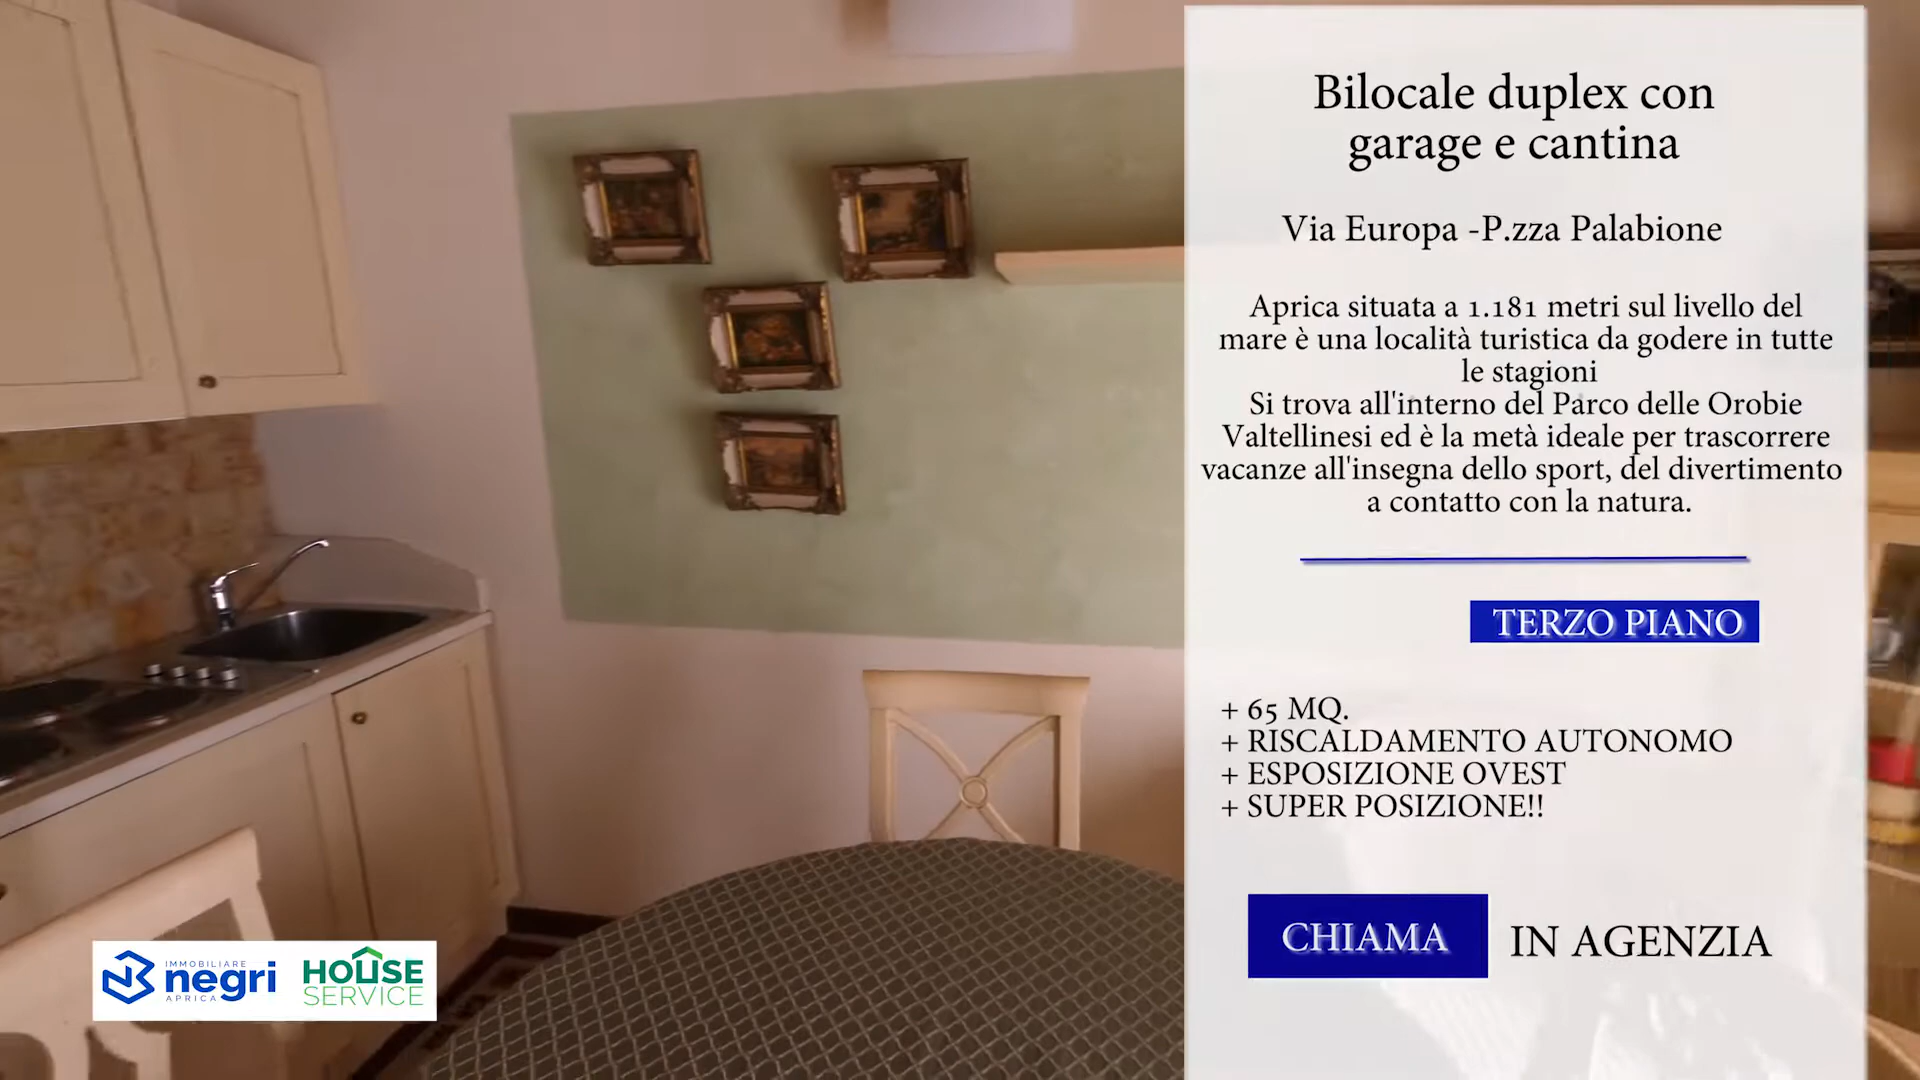 Bilocale duplex con
garage e cantina
Via Europa -P.zza Palabione
Aprica situata a 1.181 metri sul livello del
mare è una località turistica da godere in tutte
le stagioni
Si trova all'interno del Parco delle Orobie
Valtellinesi ed è la metà ideale per trascorrere
vacanze all'insegna dello sport, del divertimento
a contatto con la natura.
TERZO PIANO
+ 65 MQ.
+ RISCALDAMENTO AUTONOMO
+ ESPOSIZIONE OVEST
+ SUPER POSIZIONE!!
CHIAMA IN AGENZIA
IMMOBILIARE
negri
APRICA
HOUSE
SERVICE